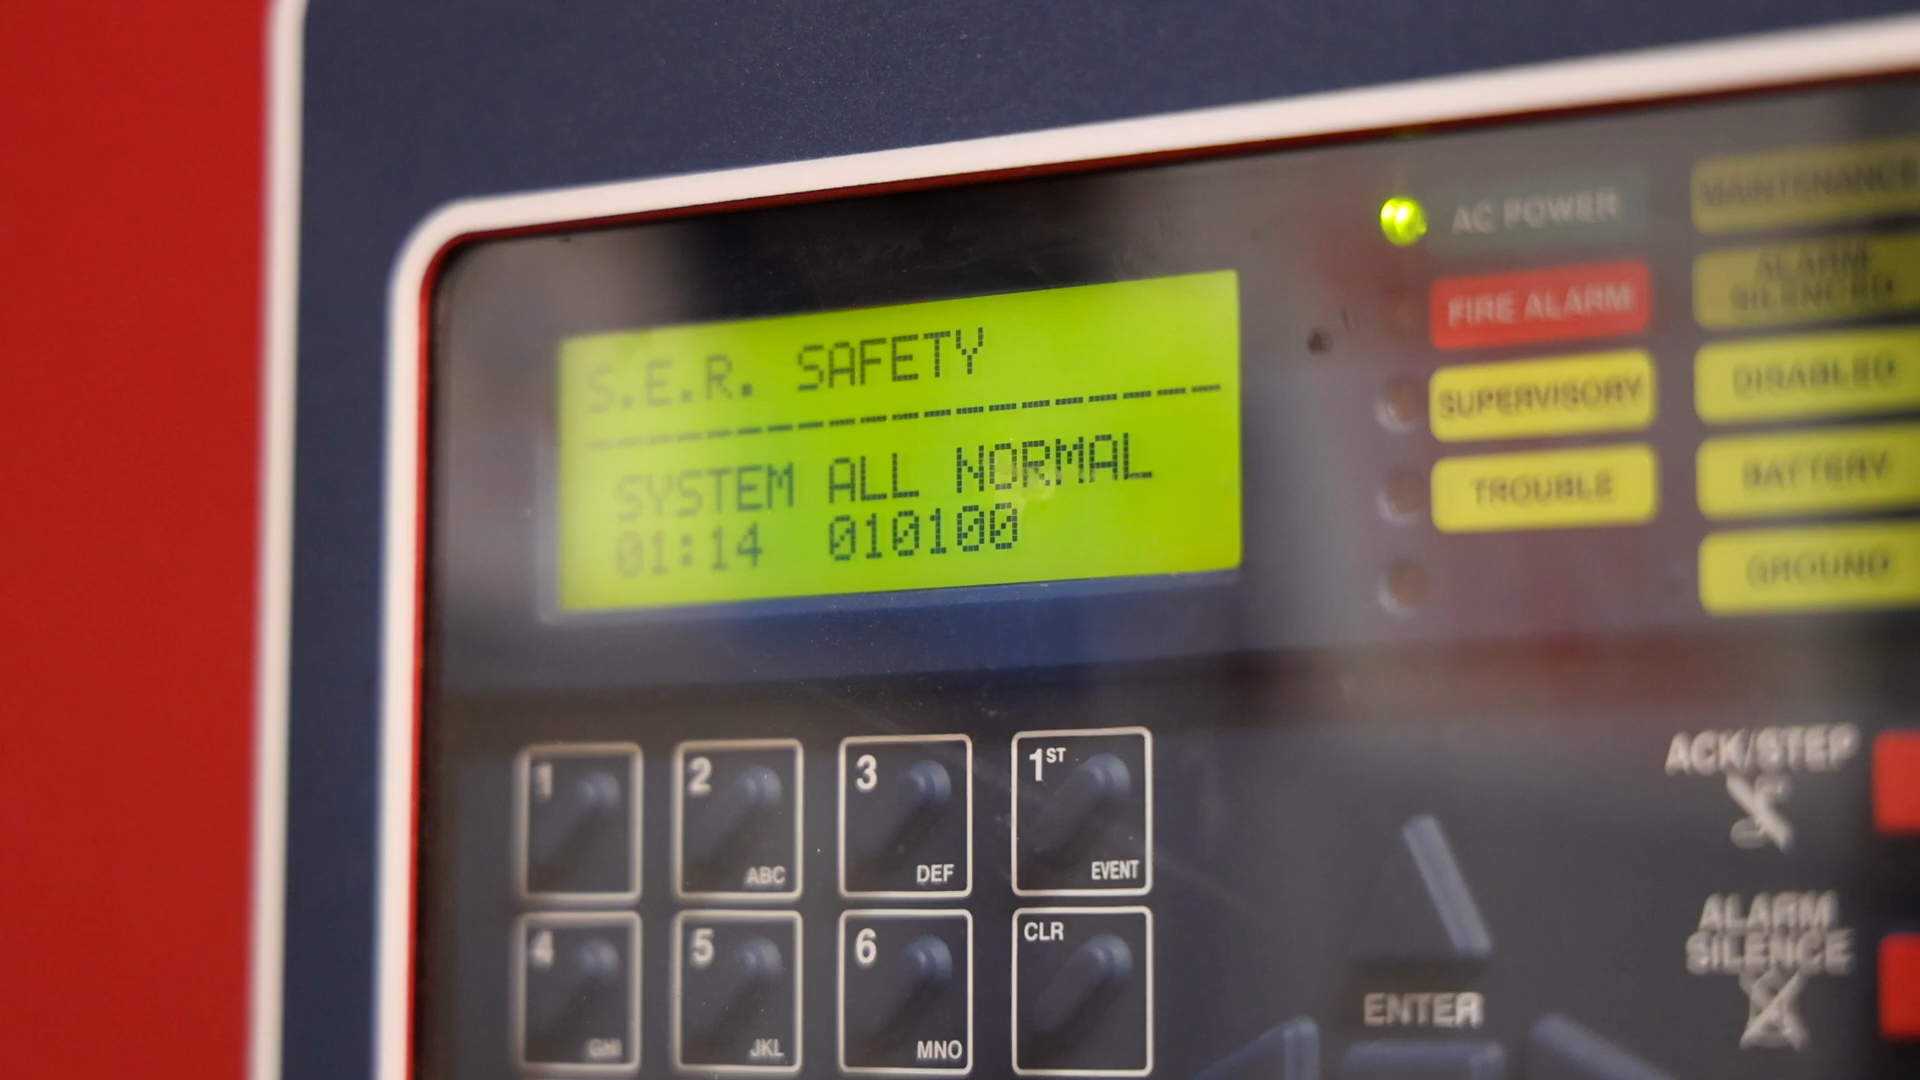 S.E.R. SAFETY
--------------------
SYSTEM ALL NORMAL
01:14 010100
AC POWER
FIRE ALARM
SUPERVISORY
TROUBLE
MAINTENANCE
ALARM
SILENCED
DISABLED
BATTERY
GROUND
1
2 ABC
3 DEF
1ST EVENT
4 GHI
5 JKL
6 MNO
CLR
ENTER
ACK/STEP
ALARM
SILENCE